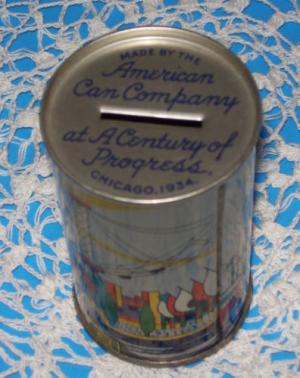 MADE BY THE
American
Can Company
at A Century of
Progress,
CHICAGO, 1934.